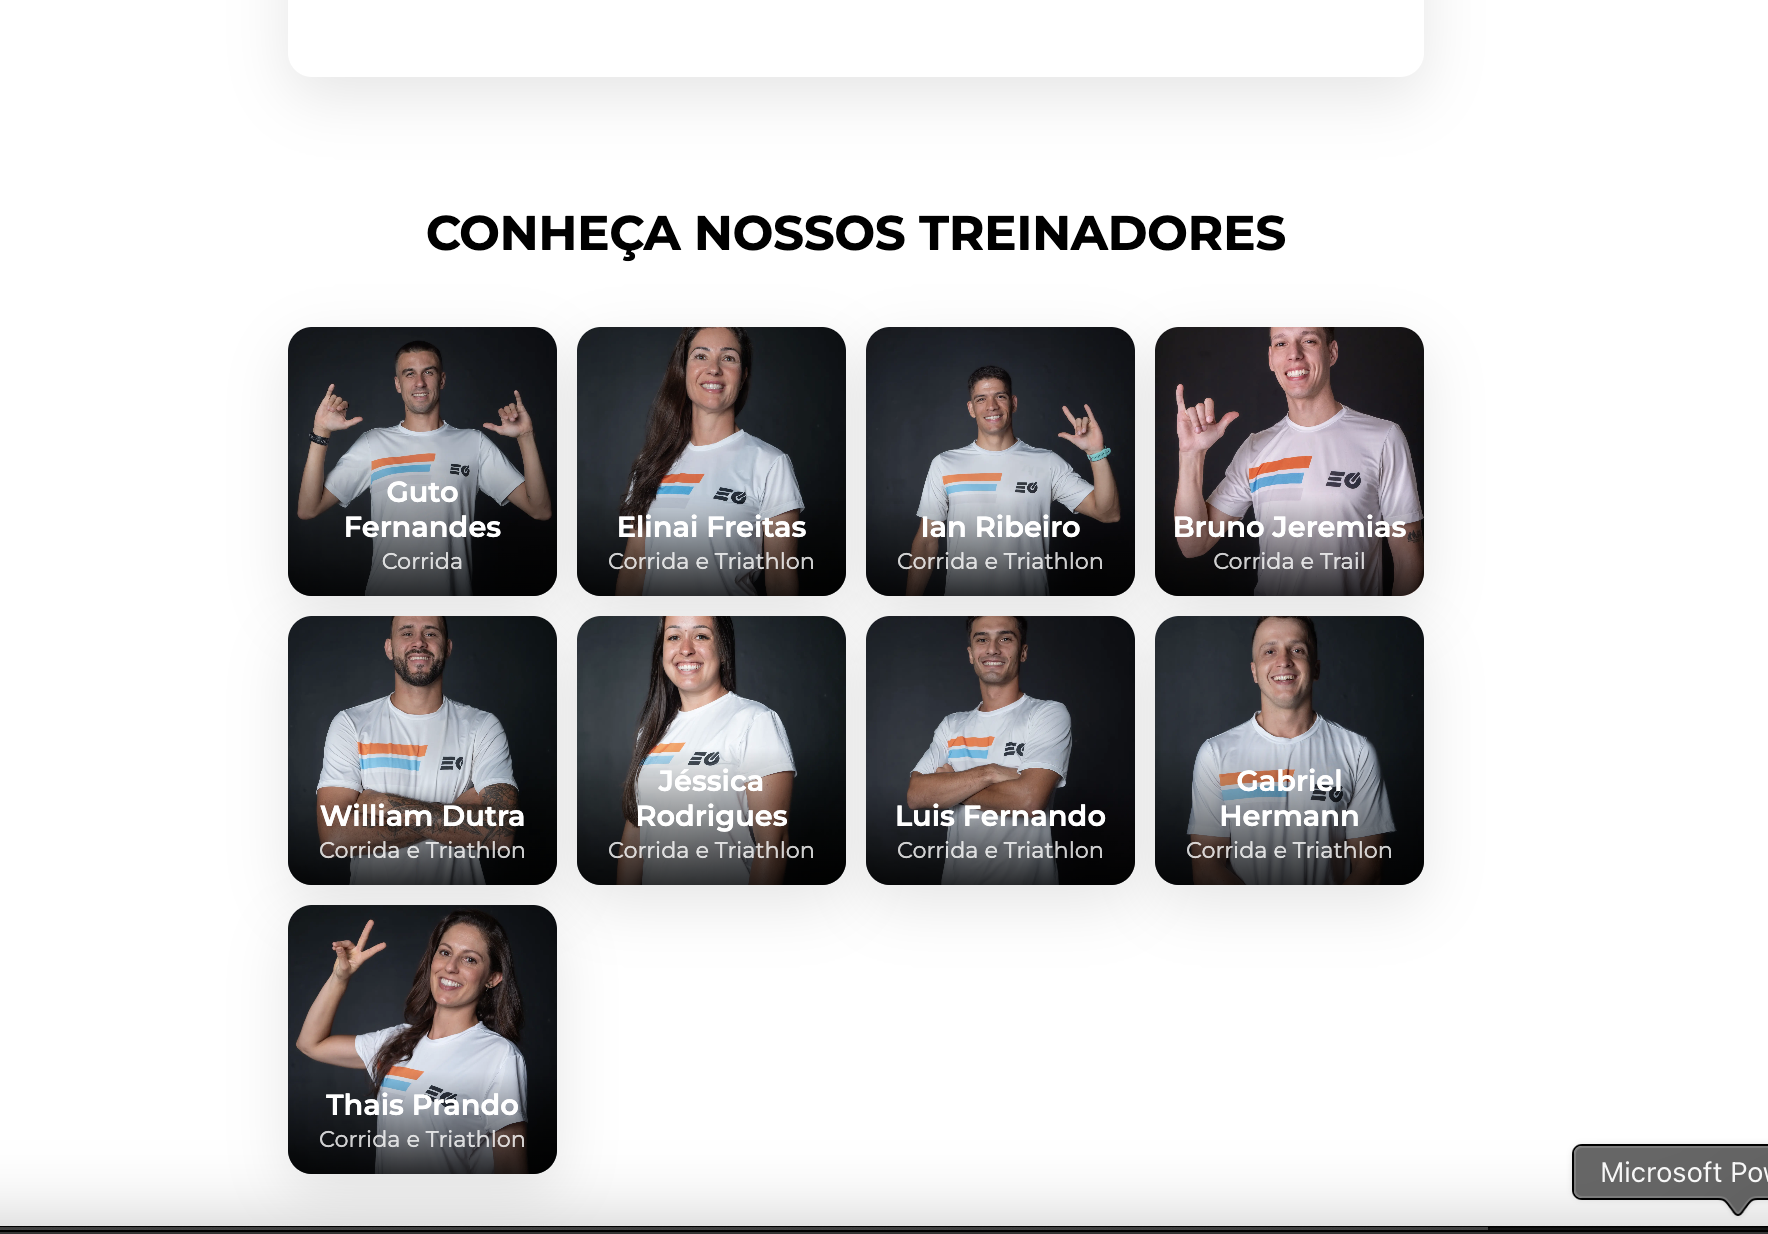 CONHEÇA NOSSOS TREINADORES
Guto
Fernandes
Corrida
Elinai Freitas
Corrida e Triathlon
Ian Ribeiro
Corrida e Triathlon
Bruno Jeremias
Corrida e Trail
William Dutra
Corrida e Triathlon
Jéssica
Rodrigues
Corrida e Triathlon
Luis Fernando
Corrida e Triathlon
Gabriel
Hermann
Corrida e Triathlon
Thais Prando
Corrida e Triathlon
Microsoft